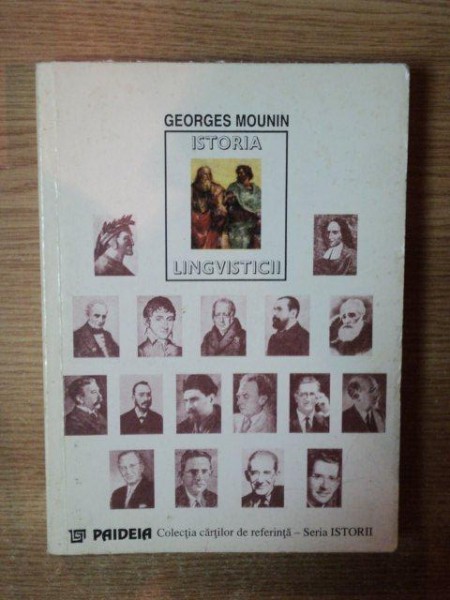 GEORGES MOUNIN
ISTORIA
LINGVISTICII
PAIDEIA Colecția cărților de referință – Seria ISTORII